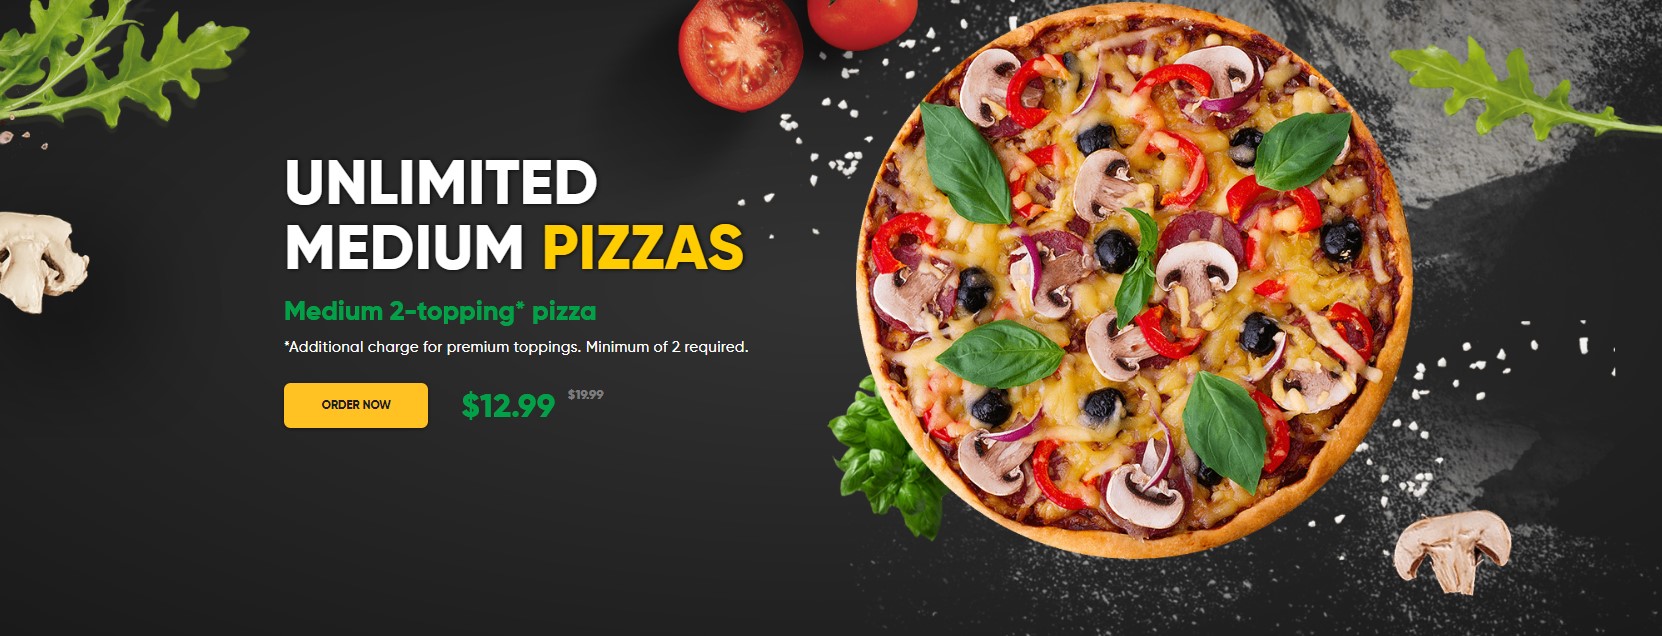 UNLIMITED
MEDIUM PIZZAS
Medium 2-topping* pizza
*Additional charge for premium toppings. Minimum of 2 required.
ORDER NOW $12.99 $19.99